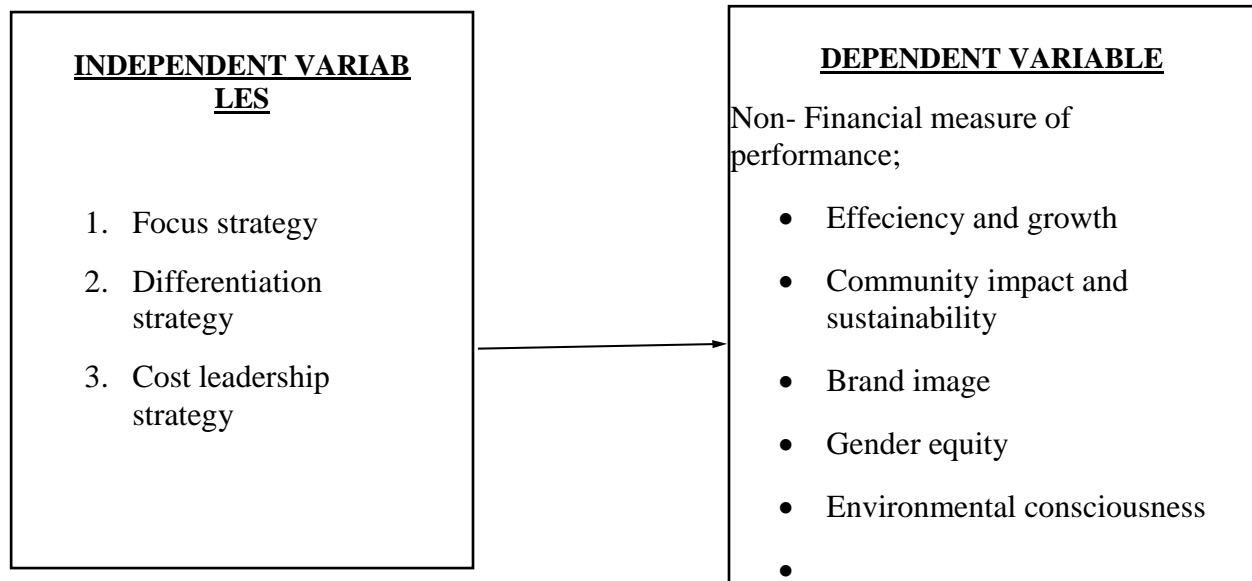 INDEPENDENT VARIAB
LES
1. Focus strategy
2. Differentiation
strategy
3. Cost leadership
strategy
DEPENDENT VARIABLE
Non- Financial measure of
performance;
• Effeciency and growth
• Community impact and
sustainability
• Brand image
• Gender equity
• Environmental consciousness
•